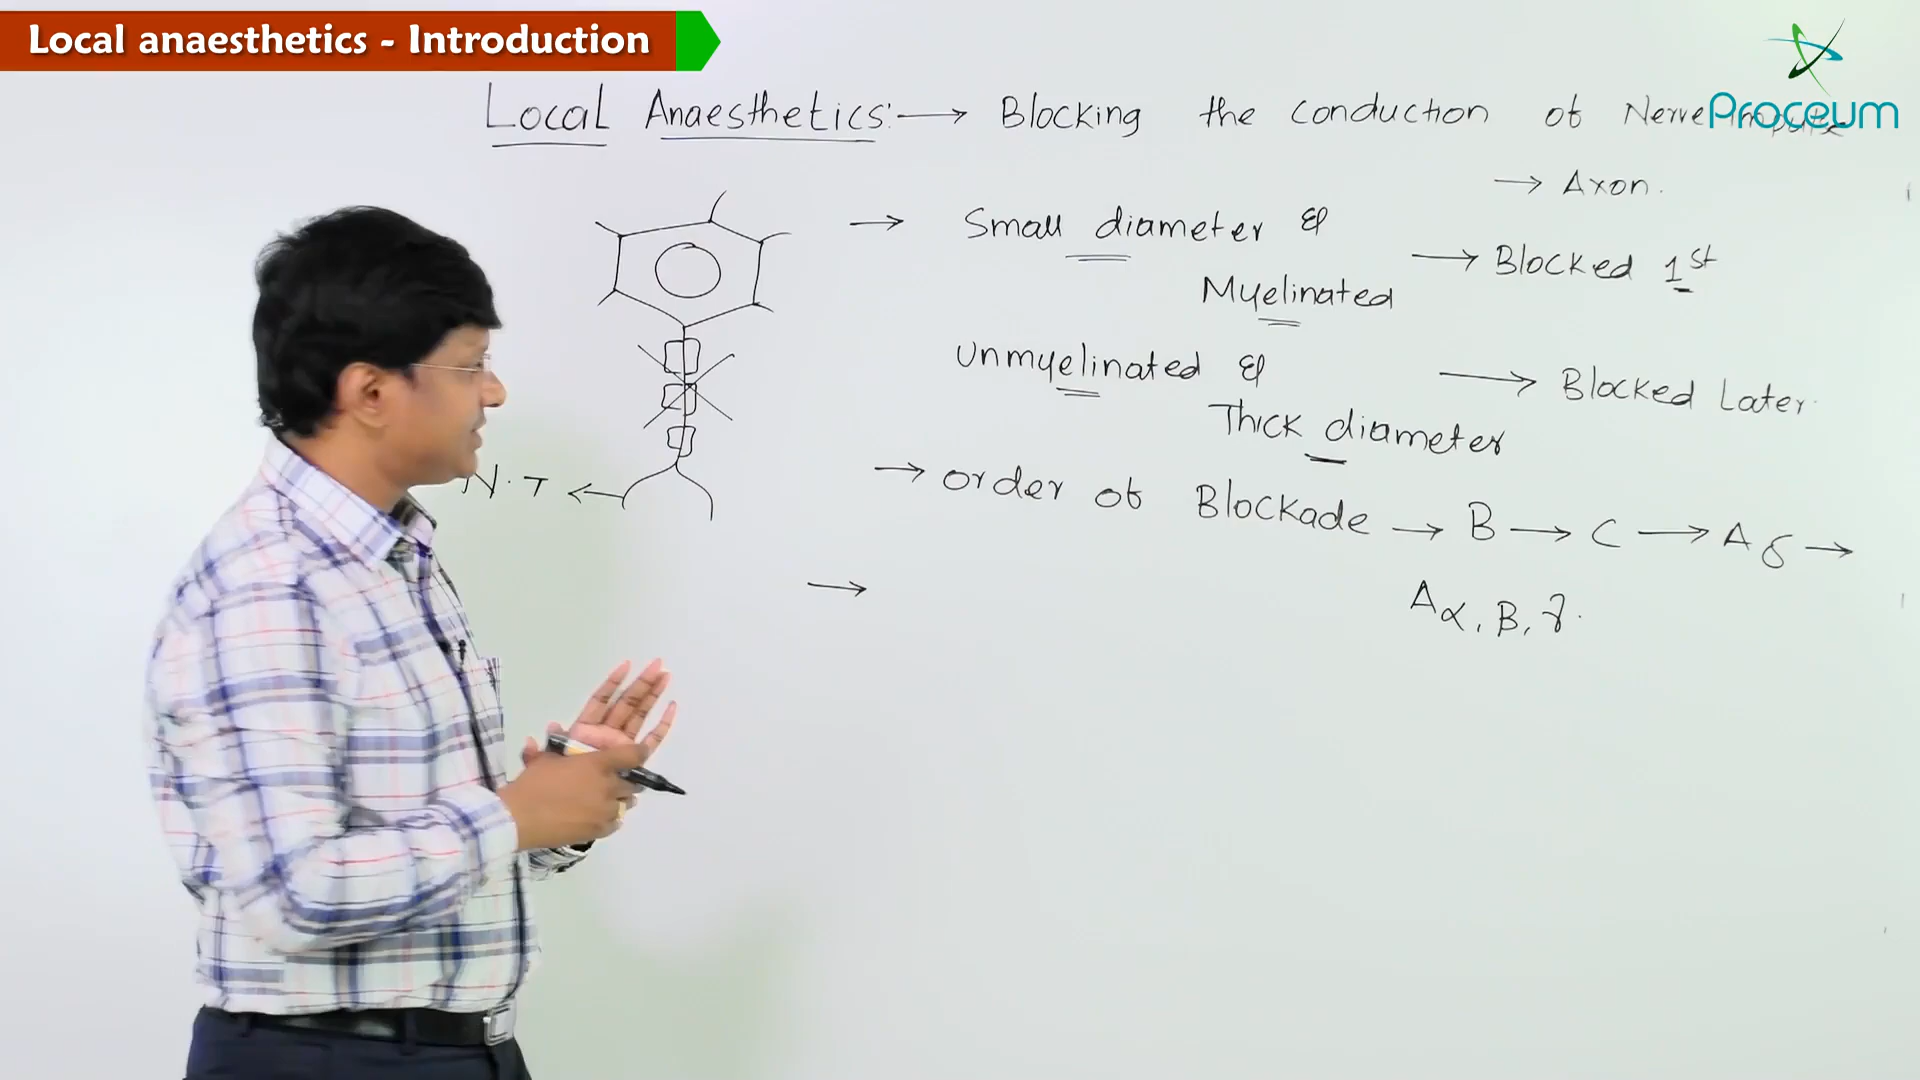 Local anaesthetics - Introduction
Proceum
Local Anaesthetics:→ Blocking the conduction of Nerve
→ Axon.
→ Small diameter &
Myelinated
→ Blocked 1st
Unmyelinated &
Thick diameter
→ Blocked Later.
N.T ←
→ order of Blockade → B → C → Aδ →
Aα, B, γ.
→